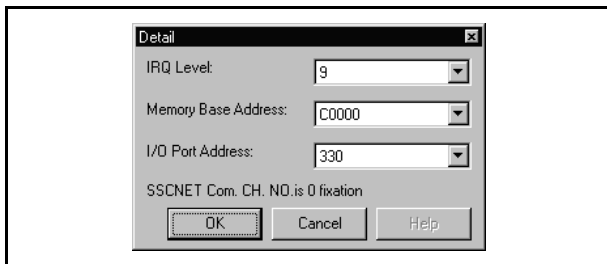 Detail
IRQ Level: 9
Memory Base Address: C0000
I/O Port Address: 330
SSCNET Com. CH. NO.is 0 fixation
OK Cancel Help